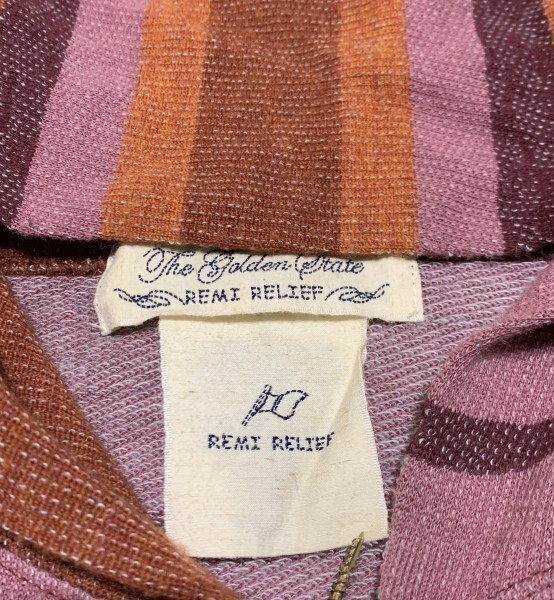 The Golden State
REMI RELIEF
REMI RELIEF